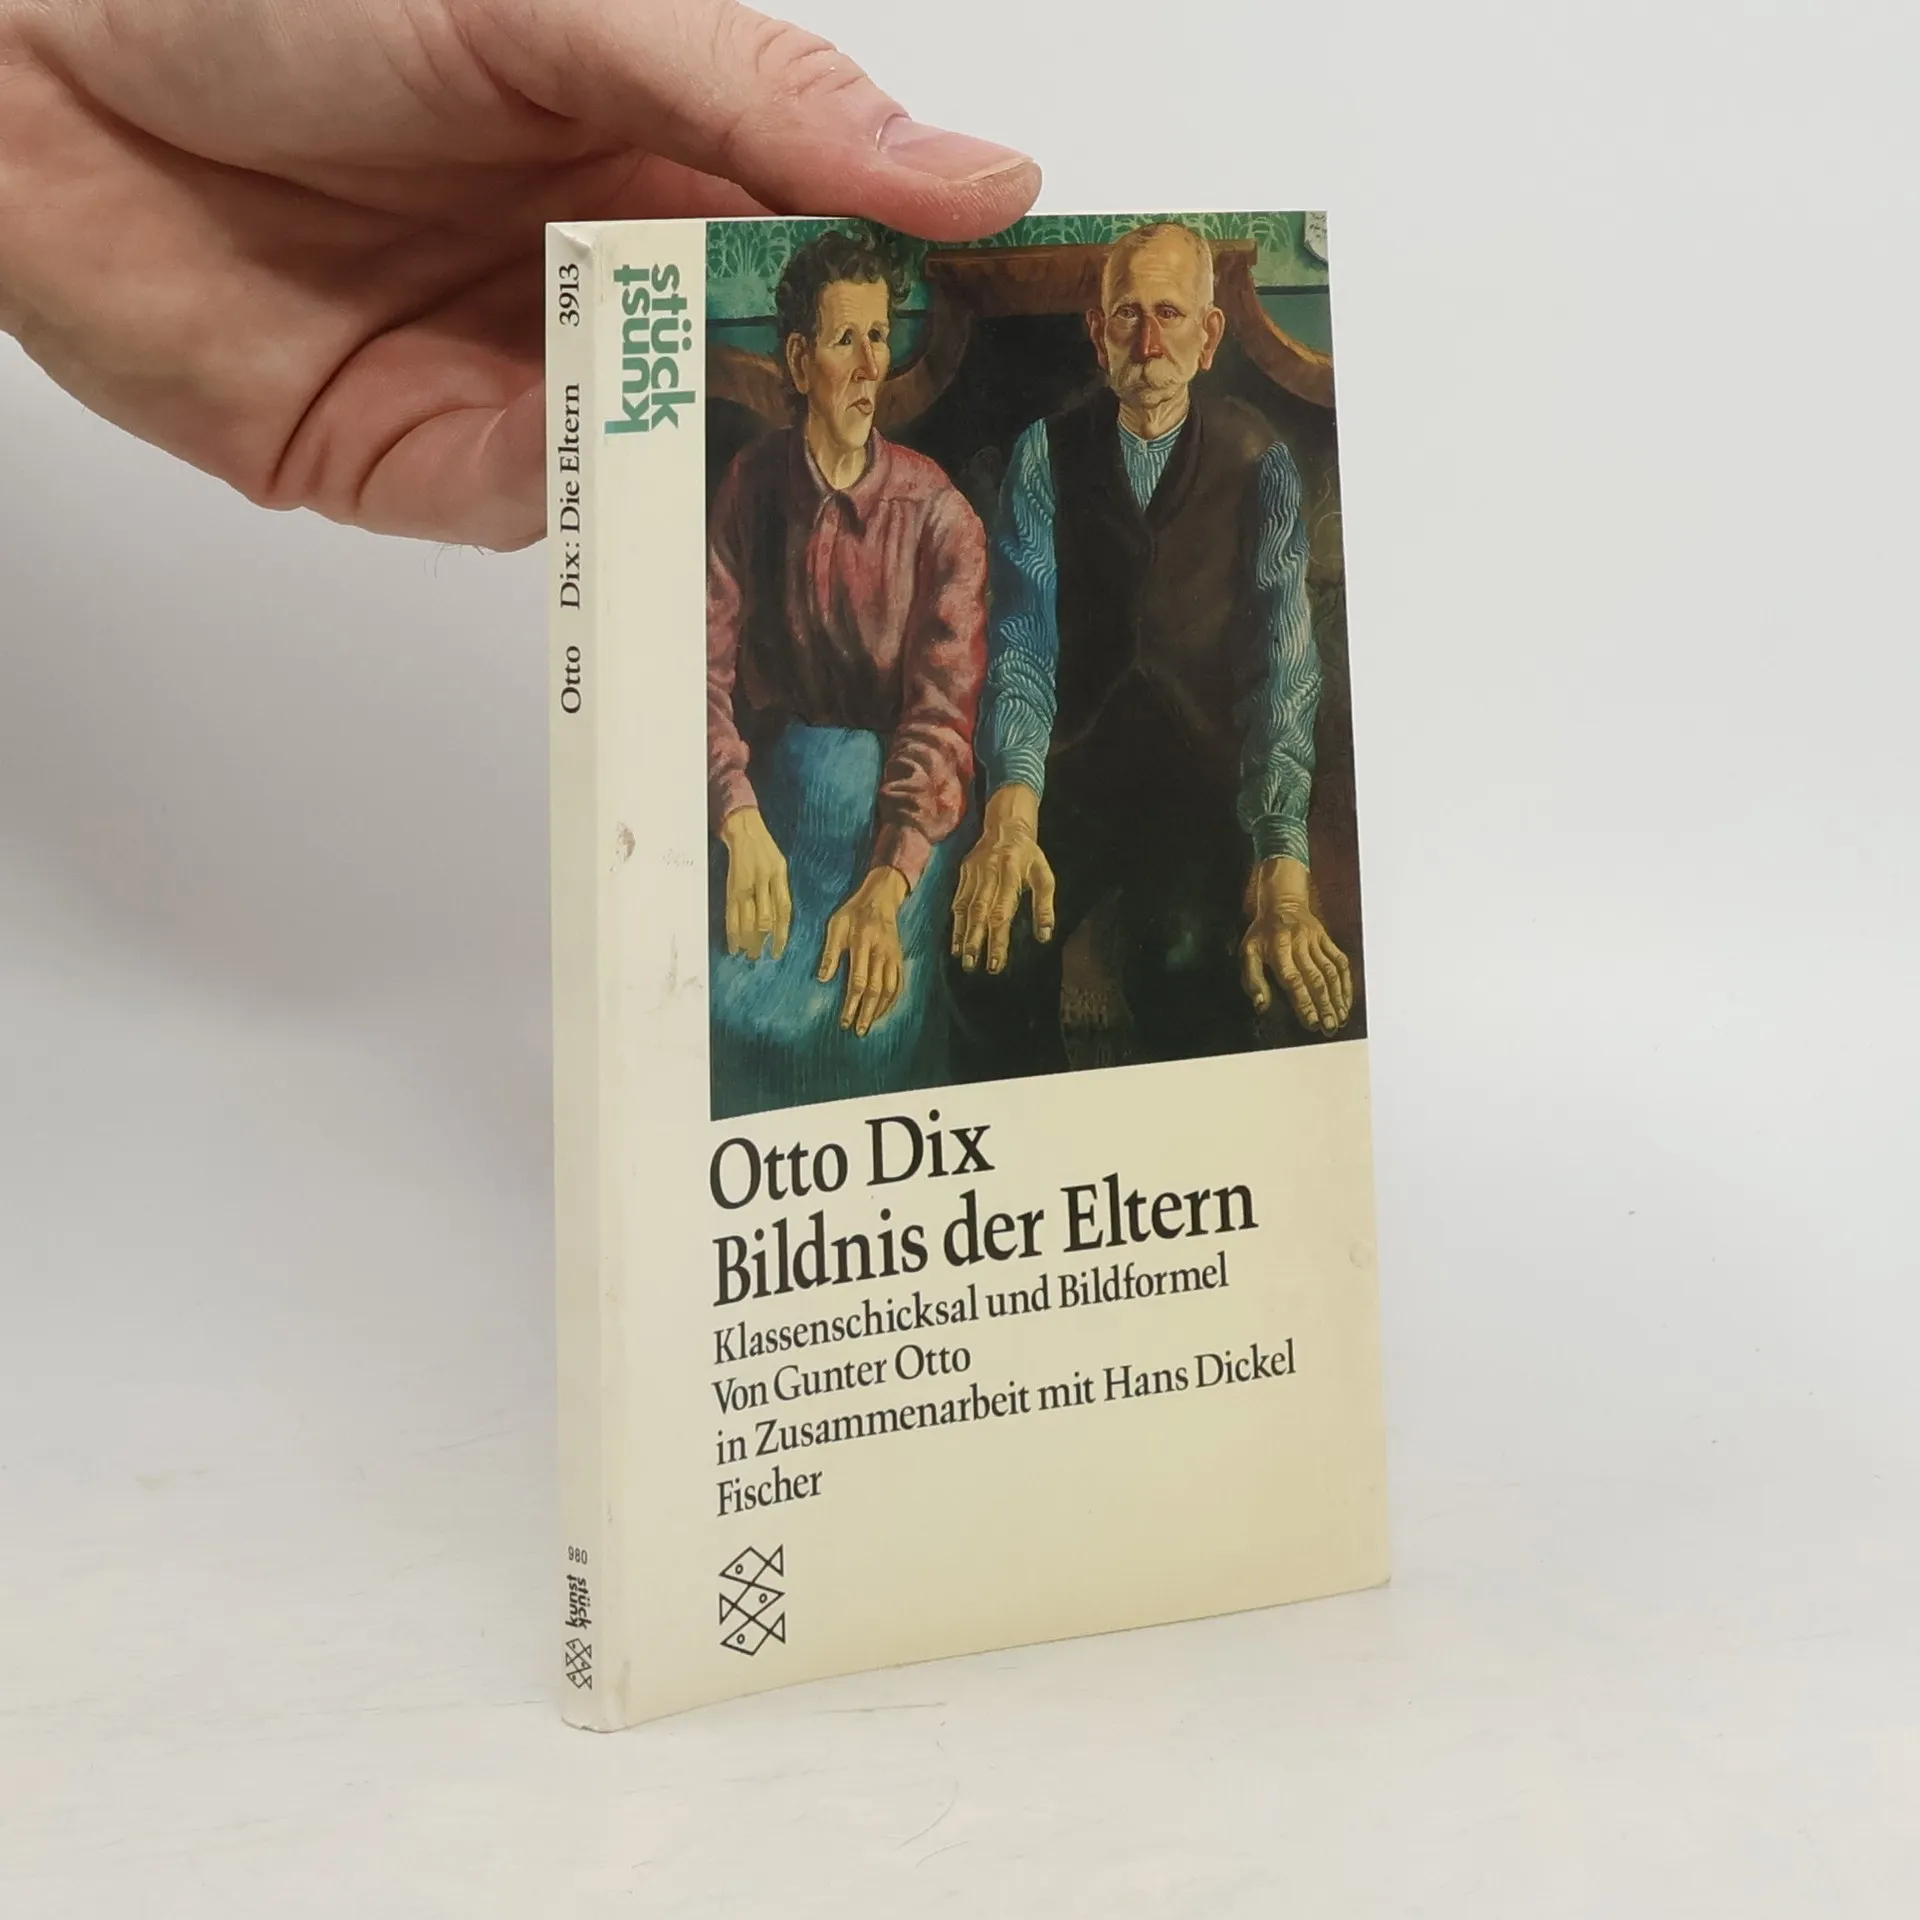 Otto Dix: Die Eltern 3913
980
kunst
stück
kunst
stück
Otto Dix
Bildnis der Eltern
Klassenschicksal und Bildformel
Von Gunter Otto
in Zusammenarbeit mit Hans Dickel
Fischer